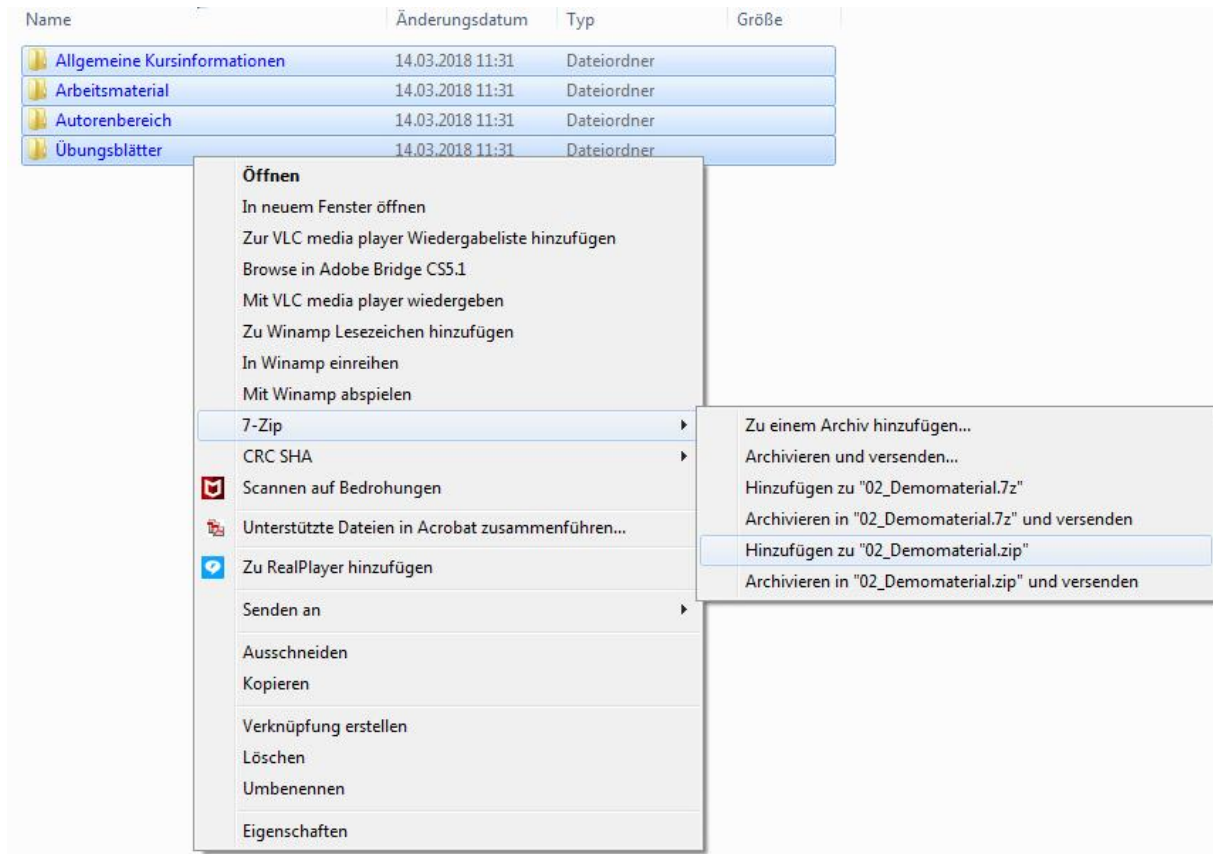 Name Änderungsdatum Typ Größe
Allgemeine Kursinformationen 14.03.2018 11:31 Dateiordner
Arbeitsmaterial 14.03.2018 11:31 Dateiordner
Autorenbereich 14.03.2018 11:31 Dateiordner
Übungsblätter 14.03.2018 11:31 Dateiordner
Öffnen
In neuem Fenster öffnen
Zur VLC media player Wiedergabeliste hinzufügen
Browse in Adobe Bridge CS5.1
Mit VLC media player wiedergeben
Zu Winamp Lesezeichen hinzufügen
In Winamp einreihen
Mit Winamp abspielen
7-Zip
CRC SHA
Scannen auf Bedrohungen
Unterstützte Dateien in Acrobat zusammenführen...
Zu RealPlayer hinzufügen
Senden an
Ausschneiden
Kopieren
Verknüpfung erstellen
Löschen
Umbenennen
Eigenschaften
Zu einem Archiv hinzufügen...
Archivieren und versenden...
Hinzufügen zu "02_Demomaterial.7z"
Archivieren in "02_Demomaterial.7z" und versenden
Hinzufügen zu "02_Demomaterial.zip"
Archivieren in "02_Demomaterial.zip" und versenden